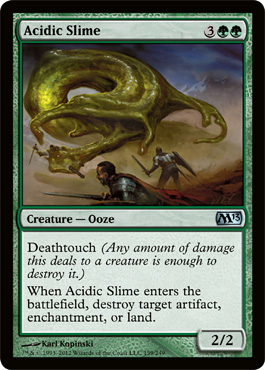 Acidic Slime 3
Creature — Ooze M13
Deathtouch (Any amount of damage
this deals to a creature is enough to
destroy it.)
When Acidic Slime enters the
battlefield, destroy target artifact,
enchantment, or land.
Karl Kopinski
2/2